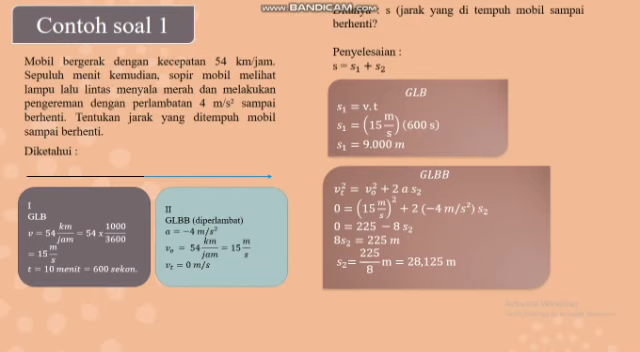 Contoh soal 1
Mobil bergerak dengan kecepatan 54 km/jam.
Sepuluh menit kemudian, sopir mobil melihat
lampu lalu lintas menyala merah dan melakukan
pengereman dengan perlambatan 4 m/s² sampai
berhenti. Tentukan jarak yang ditempuh mobil
sampai berhenti.
Diketahui :
I
GLB
v = 54 km/jam = 54 x 1000/3600
= 15 m/s
t = 10 menit = 600 sekon.
II
GLBB (diperlambat)
a = −4 m/s²
v₀ = 54 km/jam = 15 m/s
vₜ = 0 m/s
www.BANDICAM.com
: s (jarak yang di tempuh mobil sampai
berhenti?
Penyelesaian :
s = s₁ + s₂
GLB
s₁ = v.t
s₁ = (15 m/s) (600 s)
s₁ = 9.000 m
GLBB
vₜ² = v₀² + 2 a s₂
0 = (15 m/s)² + 2 (−4 m/s²) s₂
0 = 225 − 8 s₂
8s₂ = 225 m
s₂= 225/8 m = 28,125 m
Activate Windows